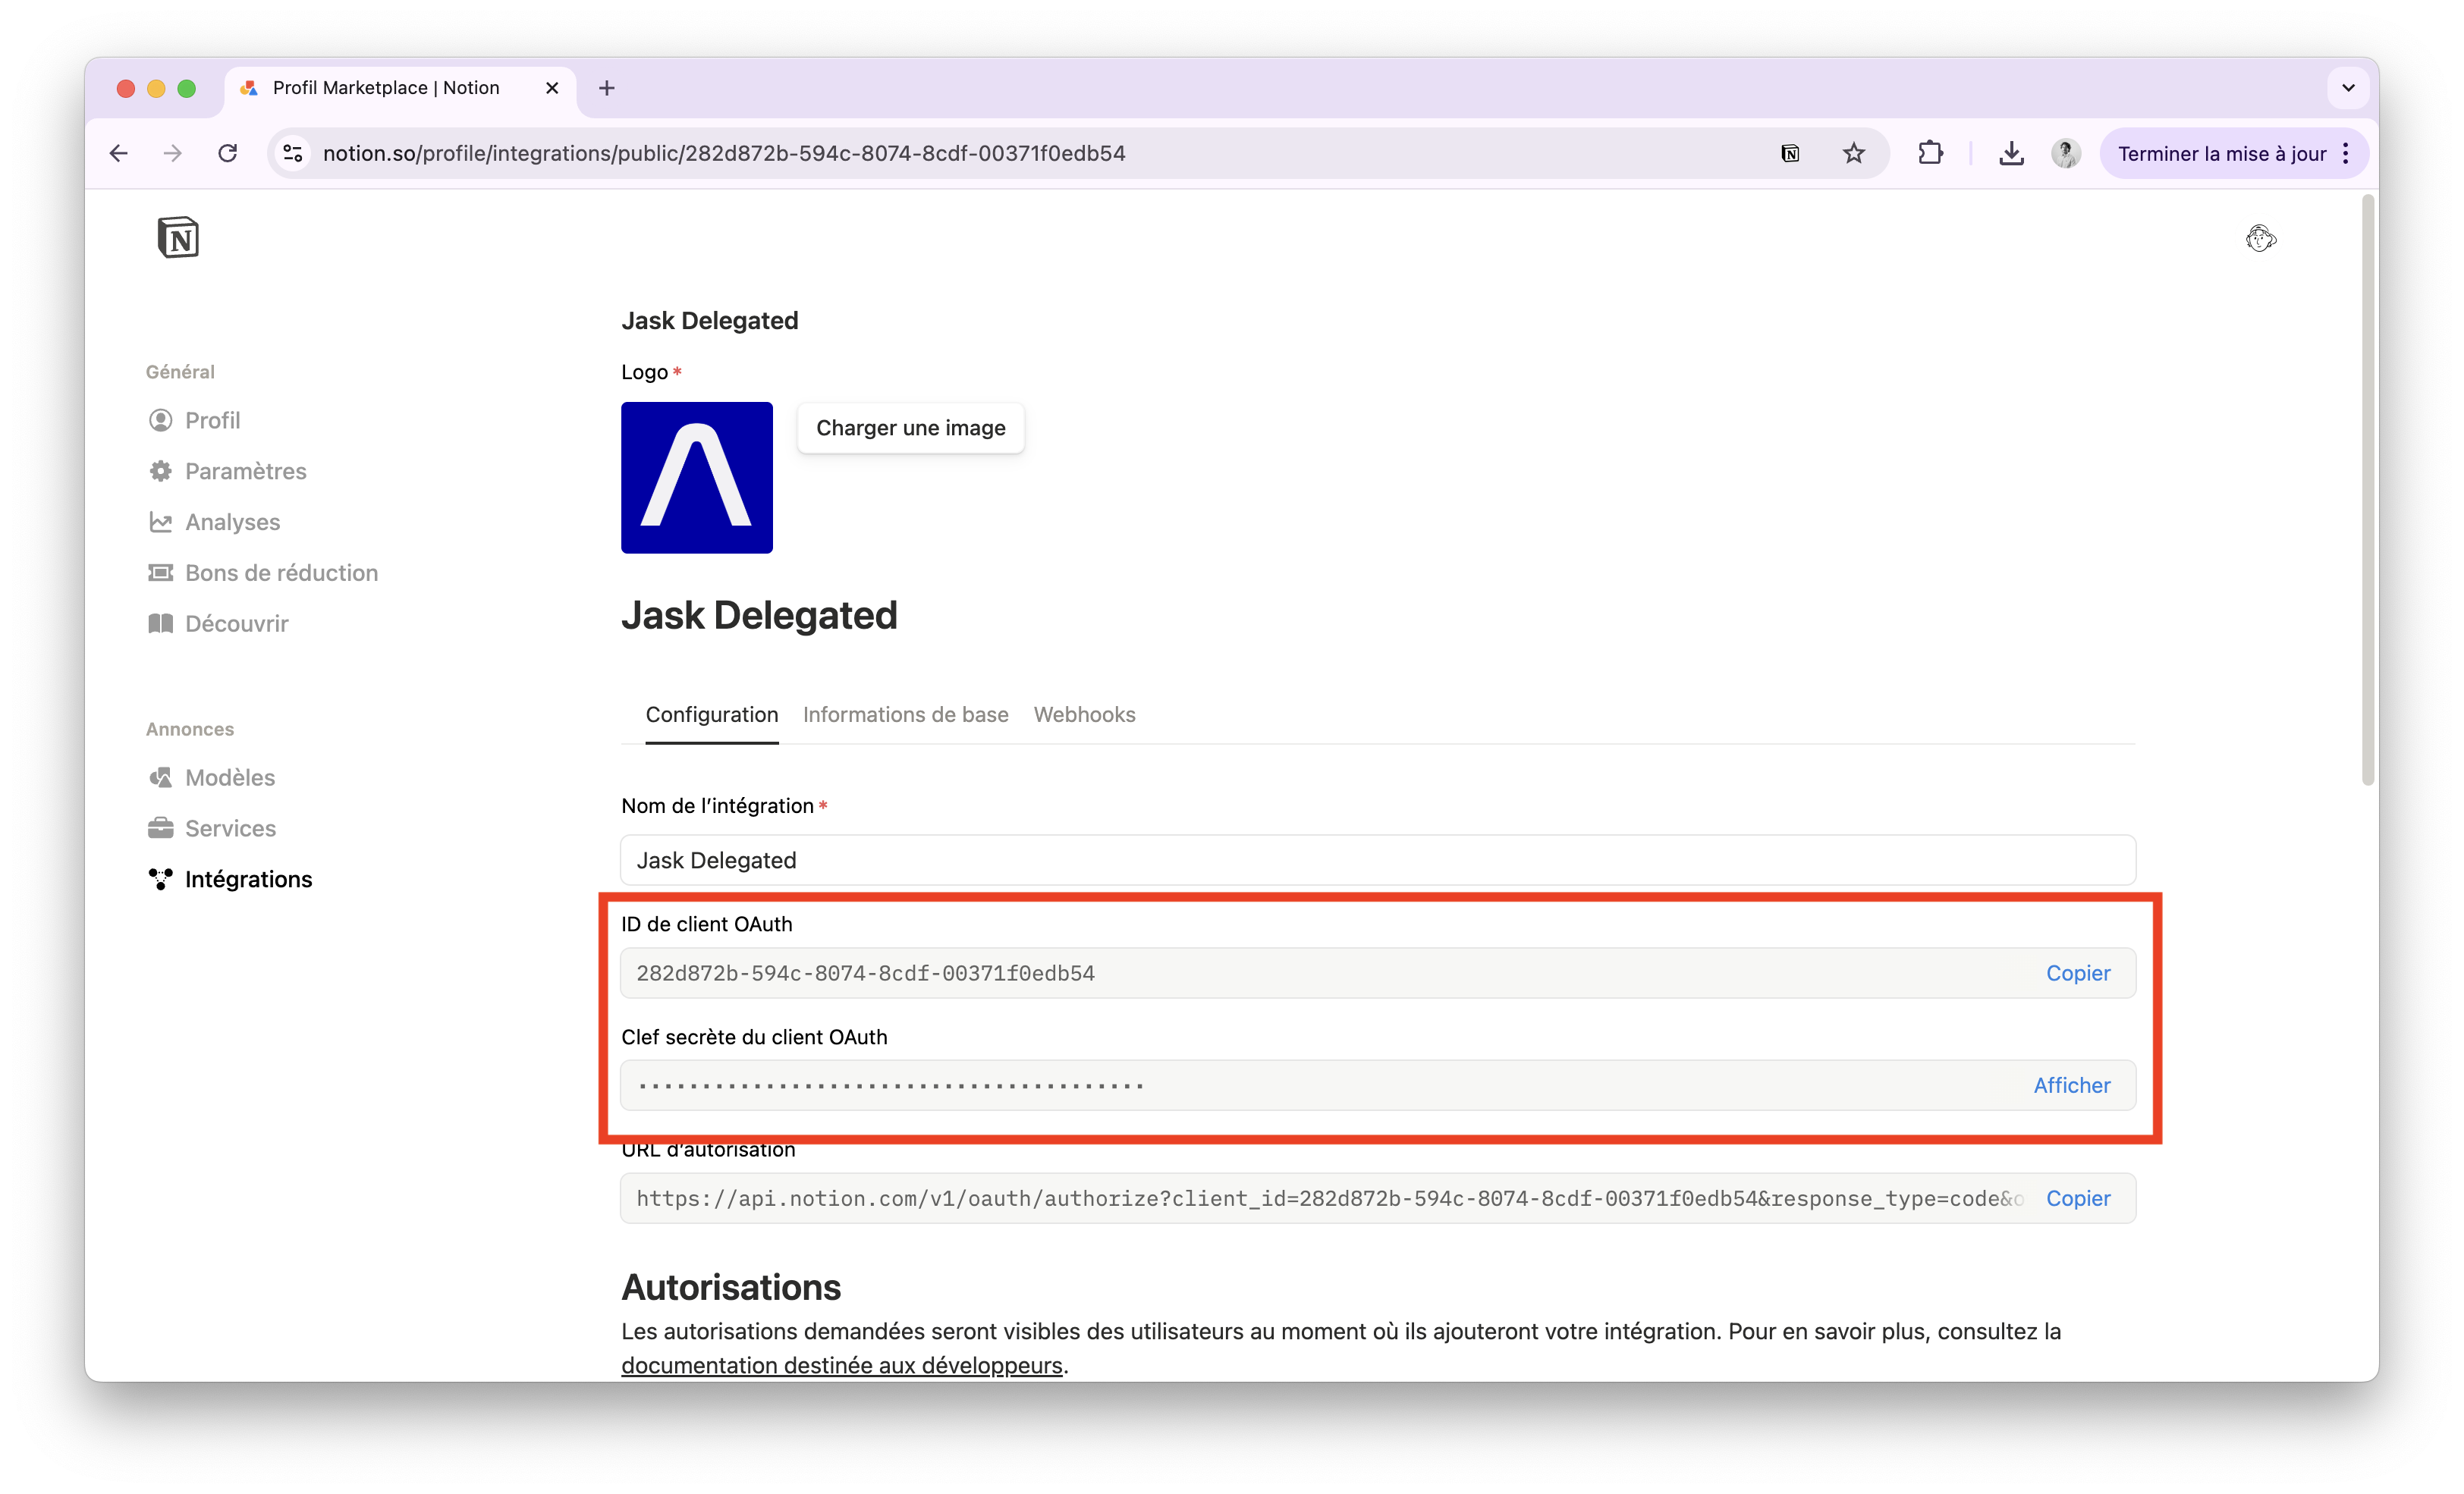 Profil Marketplace | Notion
notion.so/profile/integrations/public/282d872b-594c-8074-8cdf-00371f0edb54
Terminer la mise à jour
Jask Delegated
Logo *
Charger une image
Général
Profil
Paramètres
Analyses
Bons de réduction
Découvrir
Annonces
Modèles
Services
Intégrations
Jask Delegated
Configuration Informations de base Webhooks
Nom de l’intégration *
Jask Delegated
ID de client OAuth
282d872b-594c-8074-8cdf-00371f0edb54 Copier
Clef secrète du client OAuth
Afficher
URL d’autorisation
https://api.notion.com/v1/oauth/authorize?client_id=282d872b-594c-8074-8cdf-00371f0edb54&response_type=code&o Copier
Autorisations
Les autorisations demandées seront visibles des utilisateurs au moment où ils ajouteront votre intégration. Pour en savoir plus, consultez la
documentation destinée aux développeurs.